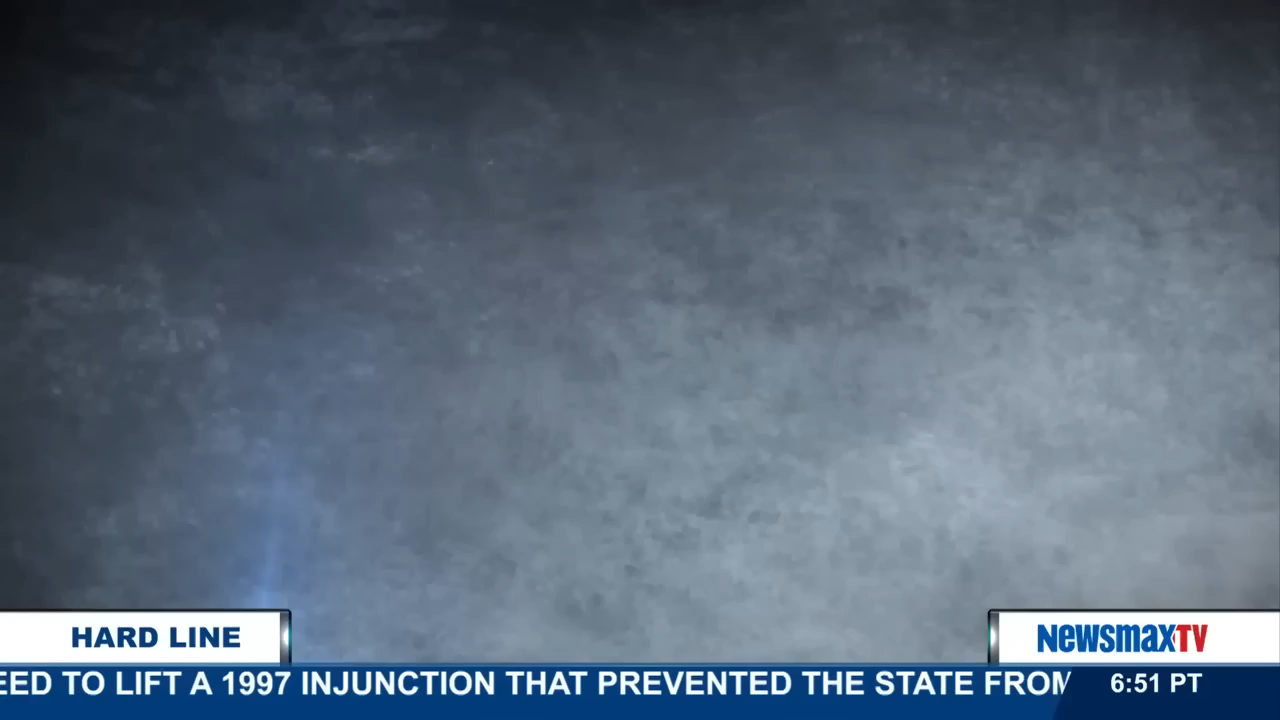 HARD LINE
NEWSMAXTV
EED TO LIFT A 1997 INJUNCTION THAT PREVENTED THE STATE FROM
6:51 PT